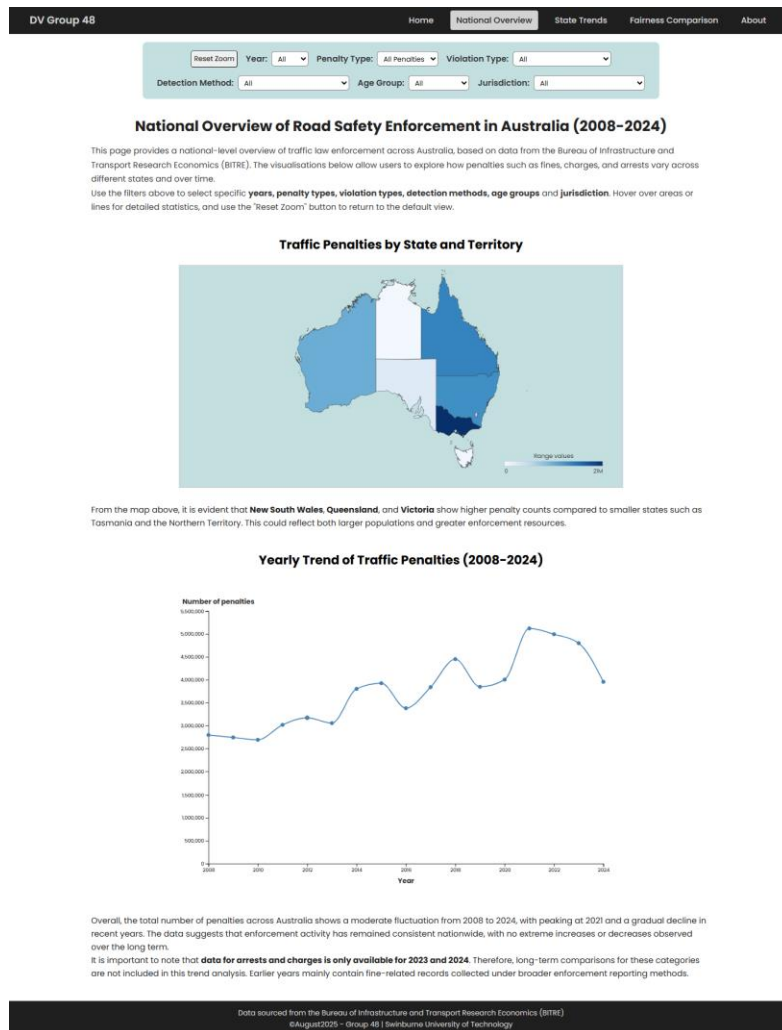 DV Group 48
Home National Overview State Trends Fairness Comparison About
Reset Zoom Year: All Penalty Type: All Penalties Violation Type: All
Detection Method: All Age Group: All Jurisdiction: All
National Overview of Road Safety Enforcement in Australia (2008-2024)
This page provides a national-level overview of traffic law enforcement across Australia, based on data from the Bureau of Infrastructure and
Transport Research Economics (BITRE). The visualisations below allow users to explore how penalties such as fines, charges, and arrests vary across
different states and over time.
Use the filters above to select specific years, penalty types, violation types, detection methods, age groups and jurisdiction. Hover over areas or
lines for detailed statistics, and use the "Reset Zoom" button to return to the default view.
Traffic Penalties by State and Territory
Range values
0 21M
From the map above, it is evident that New South Wales, Queensland, and Victoria show higher penalty counts compared to smaller states such as
Tasmania and the Northern Territory. This could reflect both larger populations and greater enforcement resources.
Yearly Trend of Traffic Penalties (2008-2024)
Number of penalties
5,500,000
5,000,000
4,500,000
4,000,000
3,500,000
3,000,000
2,500,000
2,000,000
1,500,000
1,000,000
500,000
0
2008 2010 2012 2014 2016 2018 2020 2022 2024
Year
Overall, the total number of penalties across Australia shows a moderate fluctuation from 2008 to 2024, with peaking at 2021 and a gradual decline in
recent years. The data suggests that enforcement activity has remained consistent nationwide, with no extreme increases or decreases observed
over the long term.
It is important to note that data for arrests and charges is only available for 2023 and 2024. Therefore, long-term comparisons for these categories
are not included in this trend analysis. Earlier years mainly contain fine-related records collected under broader enforcement reporting methods.
Data sourced from the Bureau of Infrastructure and Transport Research Economics (BITRE)
©August2025 - Group 48 | Swinburne University of Technology